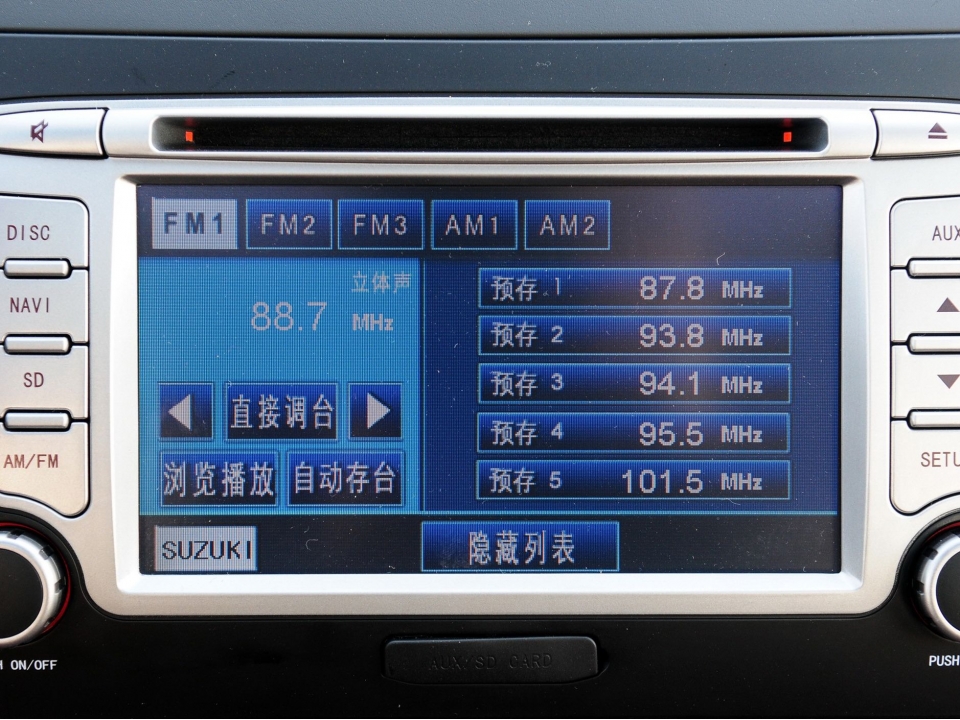 DISC
NAVI
SD
AM/FM
H ON/OFF
FM1 FM2 FM3 AM1 AM2
立体声
88.7 MHz
直接调台
浏览播放 自动存台
预存 1 87.8 MHz
预存 2 93.8 MHz
预存 3 94.1 MHz
预存 4 95.5 MHz
预存 5 101.5 MHz
SUZUKI 隐藏列表
AUX/SD CARD
AUX
SETU
PUSH